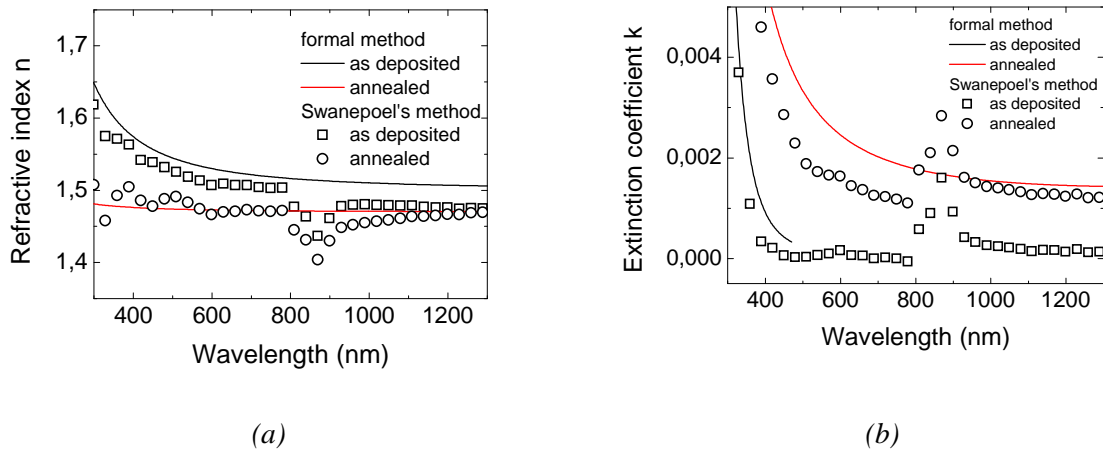 1,7
1,6
1,5
1,4
Refractive index n
formal method
as deposited
annealed
Swanepoel's method
as deposited
annealed
400 600 800 1000 1200
Wavelength (nm)
(a)
0,004
0,002
0,000
Extinction coefficient k
formal method
as deposited
annealed
Swanepoel's method
as deposited
annealed
400 600 800 1000 1200
Wavelength (nm)
(b)